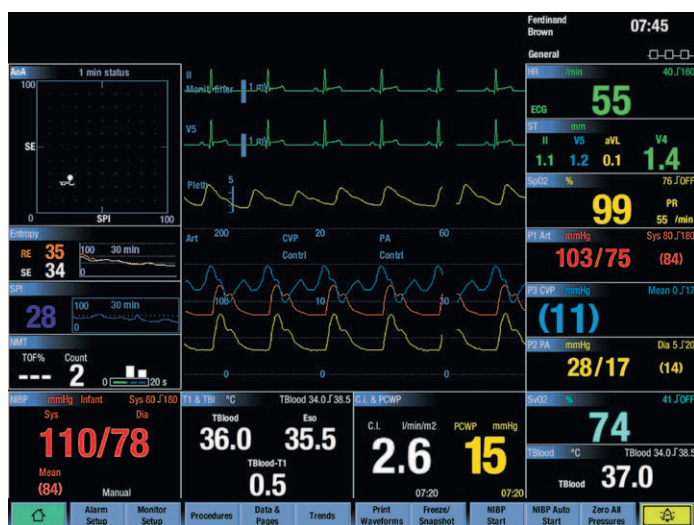 Ferdinand
Brown
07:45
General
AoA
1 min status
100
SE
0
SPI
100
Entropy
RE 35
SE 34
100 30 min
0
SPI
28
100 30 min
0
NMT
TOF% Count
--- 2
0 20 s
II
Monit filter
1 mV
V5
1 mV
Pleth
5
Art 200 CVP 20 PA 60
Contrl Contrl
100 10 30
0 0 0
HR /min 40 160
ECG 55
ST mm
II V5 aVL V4
1.1 1.2 0.1 1.4
SpO2 % 76 OFF
99
PR
55 /min
P1 Art mmHg Sys 80 180
103/75 (84)
P3 CVP mmHg Mean 0 17
(11)
P2 PA mmHg Dia 5 20
28/17 (14)
SvO2 % 41 OFF
74
TBlood °C TBlood 34.0 38.5
TBlood 37.0
NIBP mmHg Infant Sys 80 180
Sys Dia
110/78
Mean
(84) Manual
T1 & TBl °C TBlood 34.0 38.5
TBlood Eso
36.0 35.5
TBlood-T1
0.5
C.I. & PCWP
C.I. l/min/m2 PCWP mmHg
2.6 15
07:20 07:20
Alarm
Setup
Monitor
Setup
Procedures
Data &
Pages
Trends
Print
Waveforms
Freeze/
Snapshot
NIBP
Start
NIBP Auto
Start
Zero All
Pressures